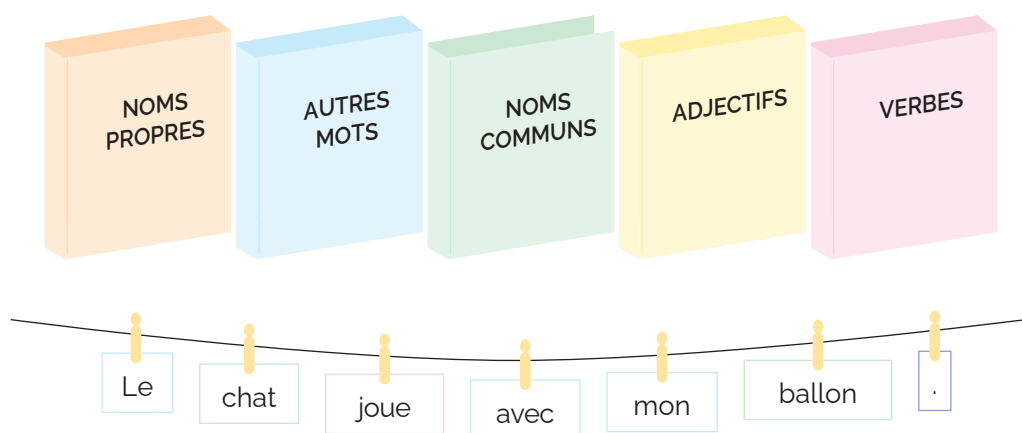 NOMS
PROPRES
AUTRES
MOTS
NOMS
COMMUNS
ADJECTIFS
VERBES
Le chat joue avec mon ballon .